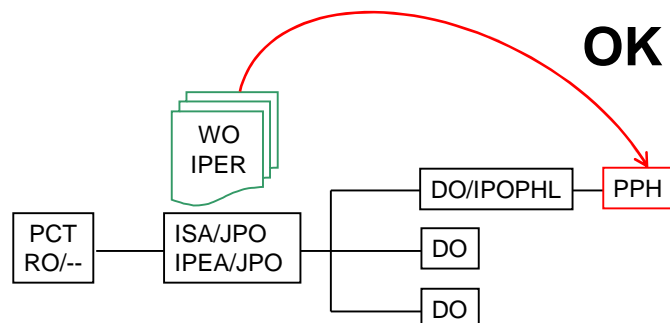 OK
WO
IPER
DO/IPOPHL
PPH
PCT
RO/--
ISA/JPO
IPEA/JPO
DO
DO